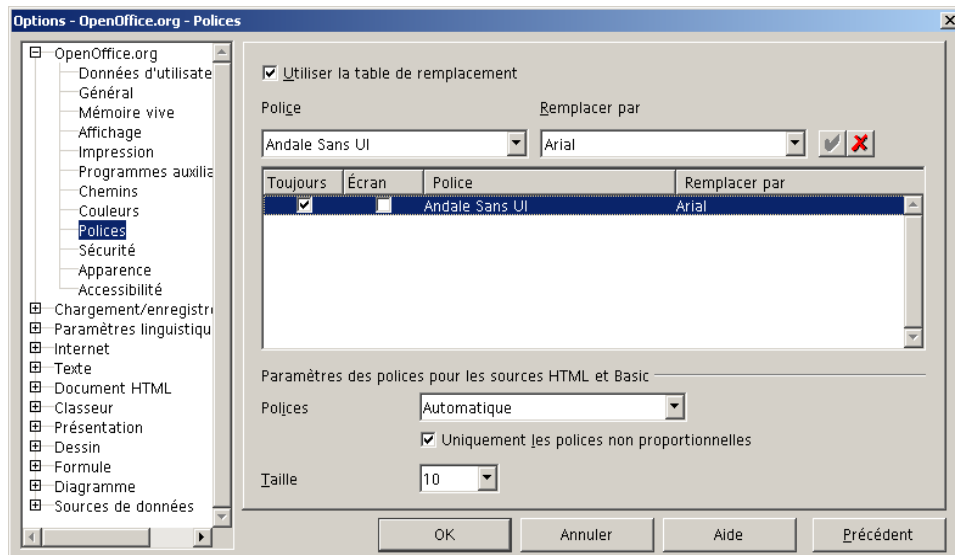 Options - OpenOffice.org - Polices
OpenOffice.org
Données d'utilisate
Général
Mémoire vive
Affichage
Impression
Programmes auxilia
Chemins
Couleurs
Polices
Sécurité
Apparence
Accessibilité
Chargement/enregistr
Paramètres linguistiqu
Internet
Texte
Document HTML
Classeur
Présentation
Dessin
Formule
Diagramme
Sources de données
Utiliser la table de remplacement
Police Remplacer par
Andale Sans UI Arial
Toujours Écran Police Remplacer par
Andale Sans UI Arial
Paramètres des polices pour les sources HTML et Basic
Polices Automatique
Uniquement les polices non proportionnelles
Taille 10
OK Annuler Aide Précédent